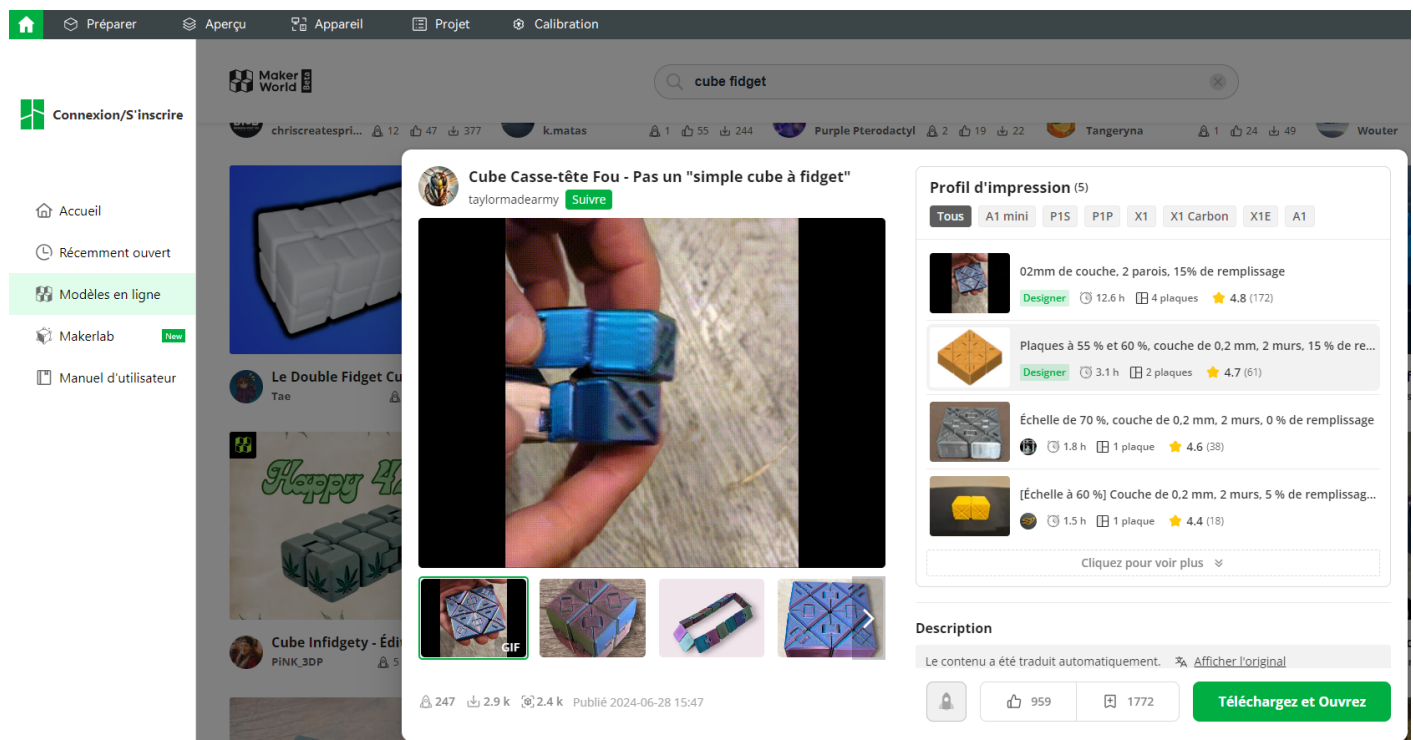 Préparer Aperçu Appareil Projet Calibration
Maker World Beta
cube fidget
Connexion/S'inscrire
Accueil
Récemment ouvert
Modèles en ligne
Makerlab New
Manuel d'utilisateur
chriscreatespri... 12 47 377 k.matas 1 55 244 Purple Pterodactyl 2 19 22 Tangeryna 1 24 49 Wouter
Le Double Fidget Cu
Tae
Happy 42
Cube Infidgety - Édi
PiNK_3DP 5
Cube Casse-tête Fou - Pas un "simple cube à fidget"
taylormadearmy Suivre
GIF
247 2.9 k 2.4 k Publié 2024-06-28 15:47
Profil d'impression (5)
Tous A1 mini P1S P1P X1 X1 Carbon X1E A1
02mm de couche, 2 parois, 15% de remplissage
Designer 12.6 h 4 plaques 4.8 (172)
Plaques à 55 % et 60 %, couche de 0,2 mm, 2 murs, 15 % de re...
Designer 3.1 h 2 plaques 4.7 (61)
Échelle de 70 %, couche de 0,2 mm, 2 murs, 0 % de remplissage
1.8 h 1 plaque 4.6 (38)
[Échelle à 60 %] Couche de 0,2 mm, 2 murs, 5 % de remplissag...
1.5 h 1 plaque 4.4 (18)
Cliquez pour voir plus
Description
Le contenu a été traduit automatiquement. Afficher l'original
959 1772 Téléchargez et Ouvrez